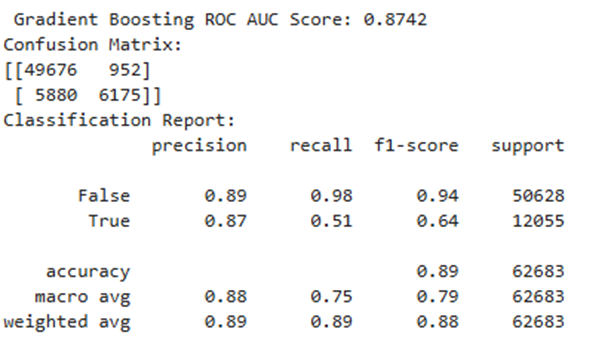 Gradient Boosting ROC AUC Score: 0.8742
Confusion Matrix:
[[49676   952]
 [ 5880  6175]]
Classification Report:
              precision    recall  f1-score   support

       False       0.89      0.98      0.94     50628
        True       0.87      0.51      0.64     12055

    accuracy                           0.89     62683
   macro avg       0.88      0.75      0.79     62683
weighted avg       0.89      0.89      0.88     62683